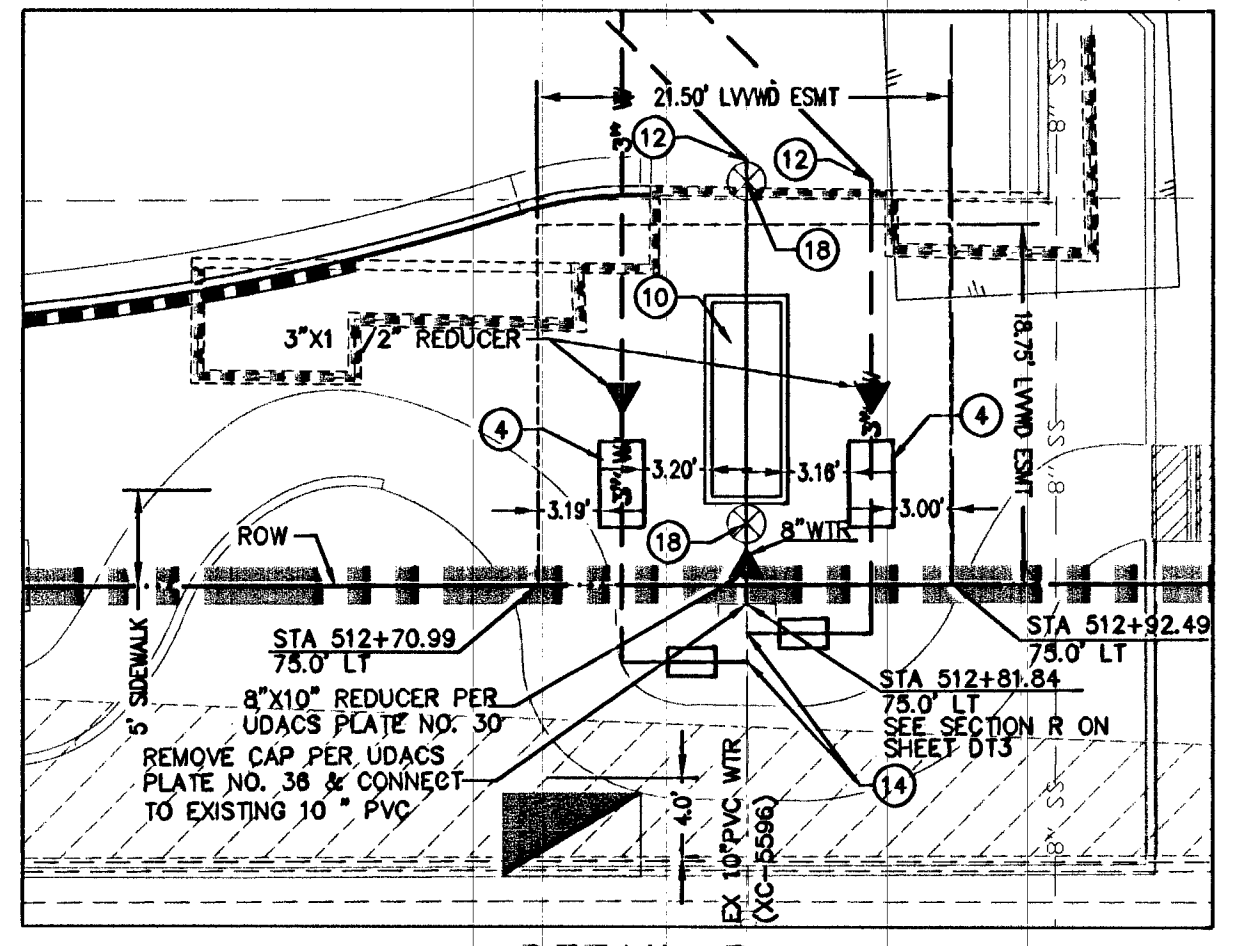 21.50' LVVWD ESMT
3" W
12
12
8" SS
18
10
3"X1 1/2" REDUCER
18.75' LVVWD ESMT
4
4
3" W
3" W
3.20'
3.16'
3.19'
3.00'
ROW
18
8"WTR
8" SS
5' SIDEWALK
STA 512+70.99
75.0' LT
STA 512+92.49
75.0' LT
8"X10" REDUCER PER
UDACS PLATE NO. 30
STA 512+81.84
75.0' LT
SEE SECTION R ON
SHEET DT3
REMOVE CAP PER UDACS
PLATE NO. 36 & CONNECT
TO EXISTING 10 " PVC
14
4.0'
EX 10"PVC WTR
(XC-5596)
8" SS